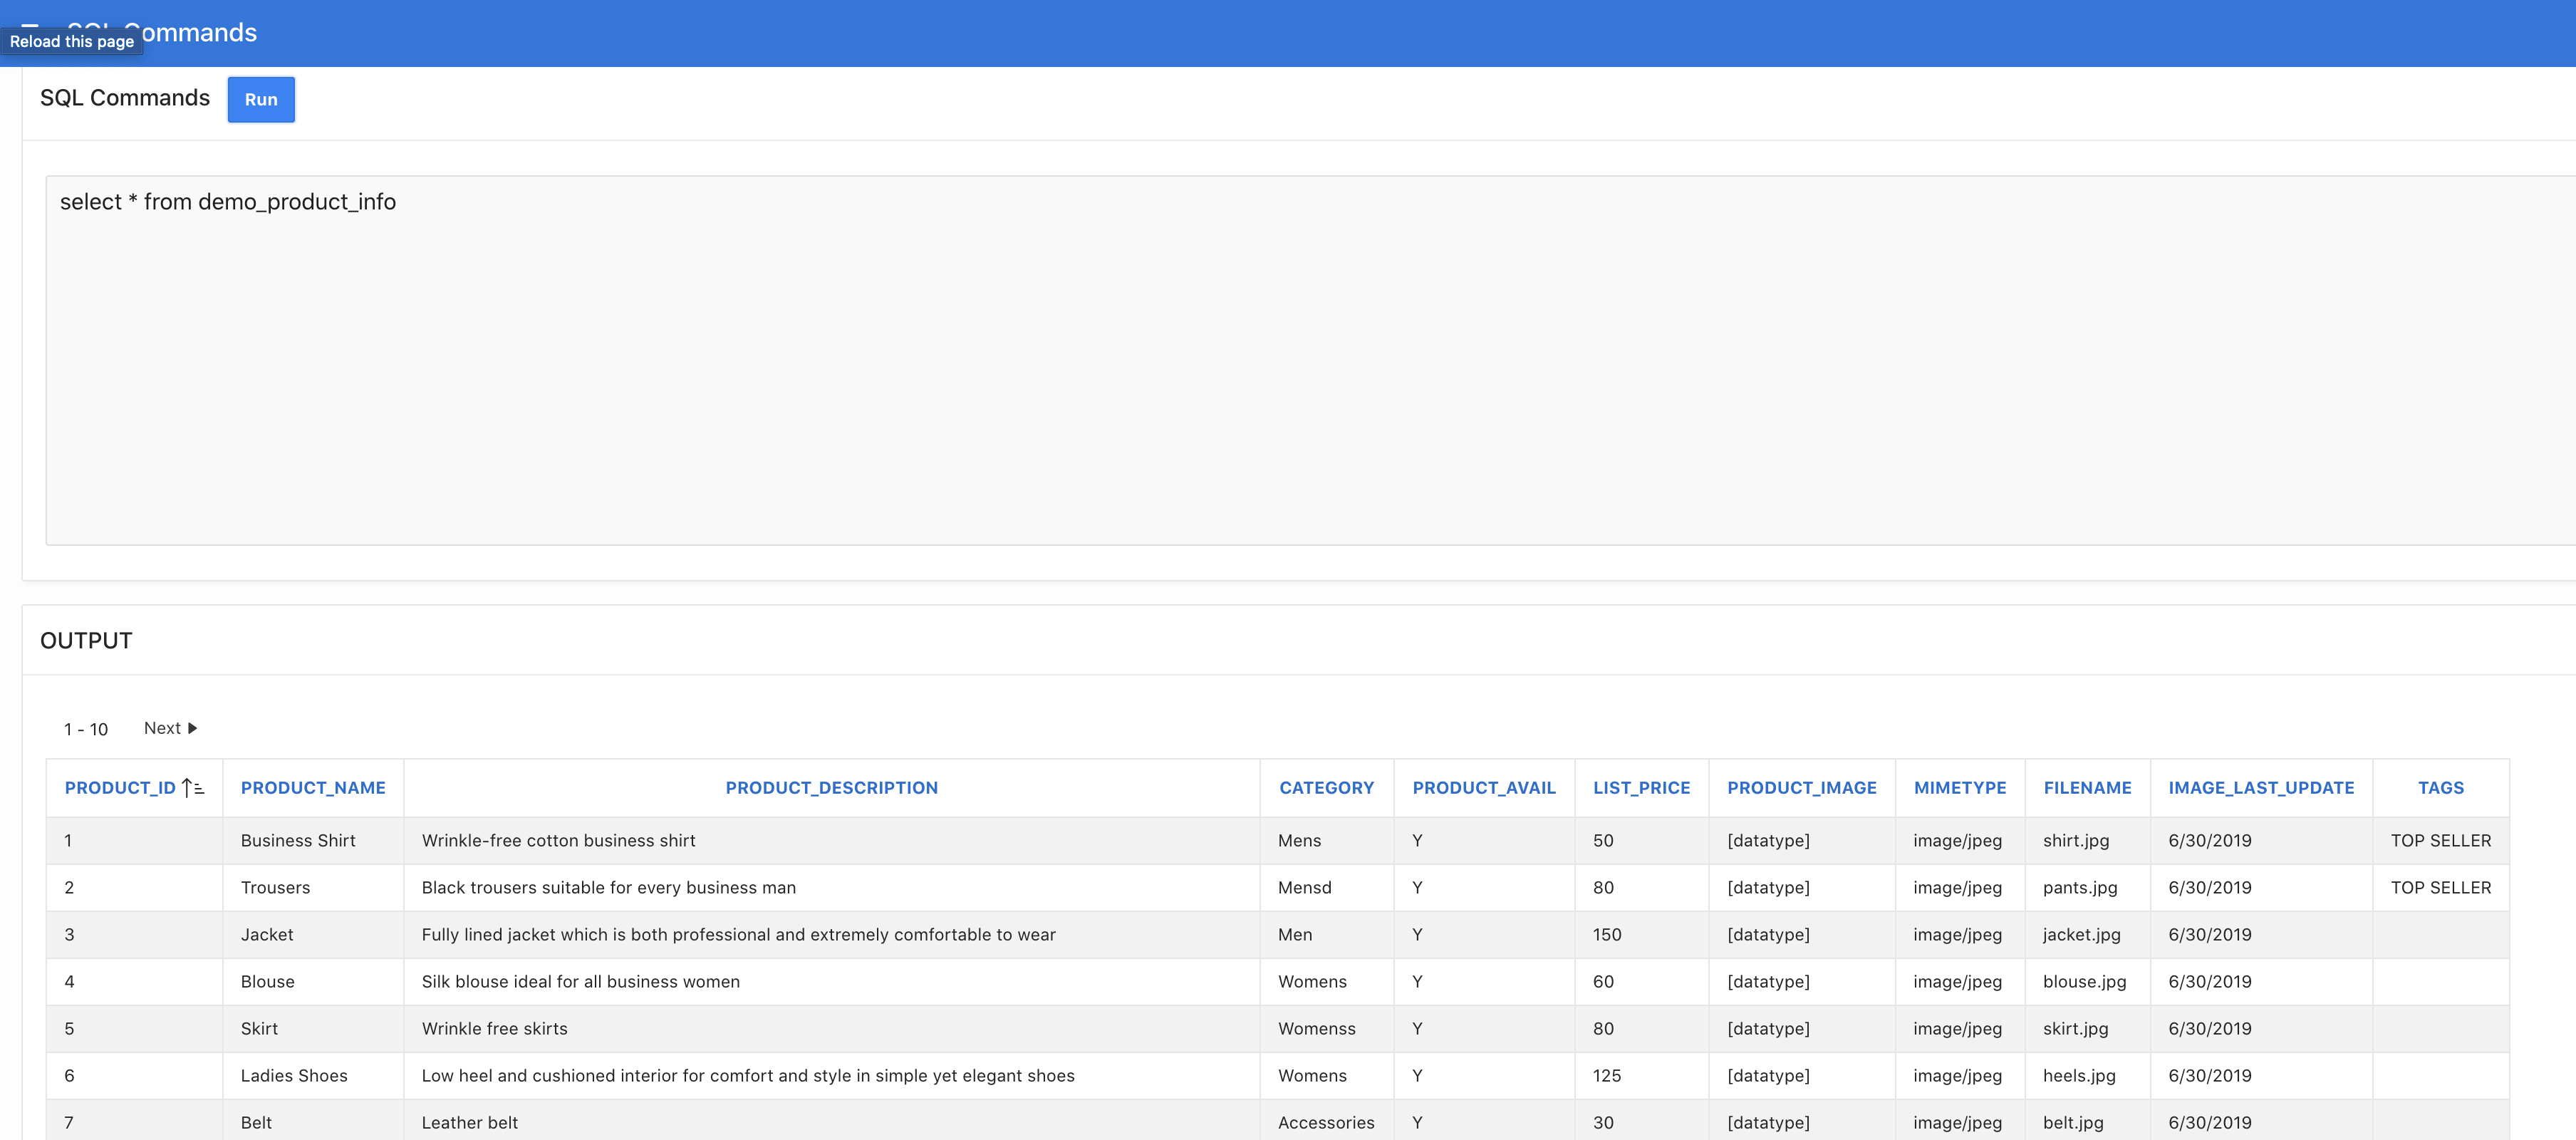 SQL Commands
Reload this page
SQL Commands Run
select * from demo_product_info
OUTPUT
1 - 10 Next
PRODUCT_ID PRODUCT_NAME PRODUCT_DESCRIPTION CATEGORY PRODUCT_AVAIL LIST_PRICE PRODUCT_IMAGE MIMETYPE FILENAME IMAGE_LAST_UPDATE TAGS
1 Business Shirt Wrinkle-free cotton business shirt Mens Y 50 [datatype] image/jpeg shirt.jpg 6/30/2019 TOP SELLER
2 Trousers Black trousers suitable for every business man Mensd Y 80 [datatype] image/jpeg pants.jpg 6/30/2019 TOP SELLER
3 Jacket Fully lined jacket which is both professional and extremely comfortable to wear Men Y 150 [datatype] image/jpeg jacket.jpg 6/30/2019
4 Blouse Silk blouse ideal for all business women Womens Y 60 [datatype] image/jpeg blouse.jpg 6/30/2019
5 Skirt Wrinkle free skirts Womenss Y 80 [datatype] image/jpeg skirt.jpg 6/30/2019
6 Ladies Shoes Low heel and cushioned interior for comfort and style in simple yet elegant shoes Womens Y 125 [datatype] image/jpeg heels.jpg 6/30/2019
7 Belt Leather belt Accessories Y 30 [datatype] image/jpeg belt.jpg 6/30/2019